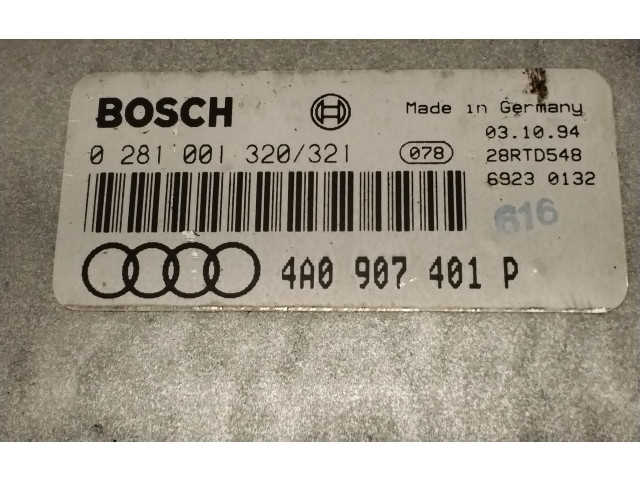 BOSCH
Made in Germany
03.10.94
0 281 001 320/321
078
28RTD548
6923 0132
616
4A0 907 401 P